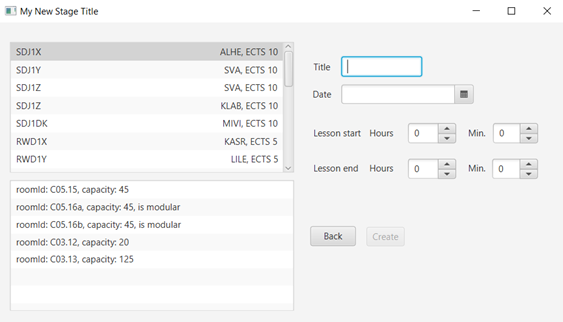 My New Stage Title
SDJ1X ALHE, ECTS 10
SDJ1Y SVA, ECTS 10
SDJ1Z SVA, ECTS 10
SDJ1Z KLAB, ECTS 10
SDJ1DK MIVI, ECTS 10
RWD1X KASR, ECTS 5
RWD1Y LILE, ECTS 5
roomId: C05.15, capacity: 45
roomId: C05.16a, capacity: 45, is modular
roomId: C05.16b, capacity: 45, is modular
roomId: C03.12, capacity: 20
roomId: C03.13, capacity: 125
Title
Date
Lesson start Hours 0 Min. 0
Lesson end Hours 0 Min. 0
Back Create